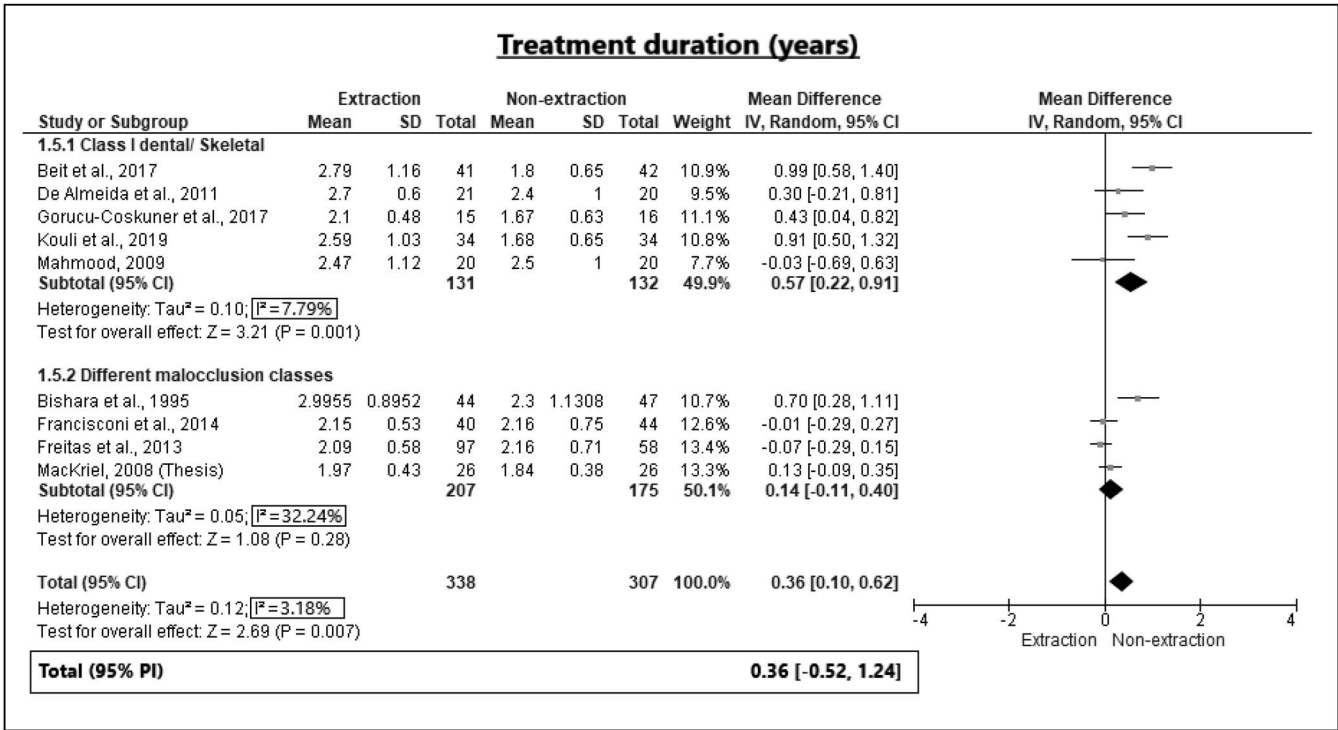 Treatment duration (years)
Extraction Non-extraction Mean Difference Mean Difference
Study or Subgroup Mean SD Total Mean SD Total Weight IV, Random, 95% CI IV, Random, 95% CI
1.5.1 Class I dental/ Skeletal
Beit et al., 2017 2.79 1.16 41 1.8 0.65 42 10.9% 0.99 [0.58, 1.40]
De Almeida et al., 2011 2.7 0.6 21 2.4 1 20 9.5% 0.30 [-0.21, 0.81]
Gorucu-Coskuner et al., 2017 2.1 0.48 15 1.67 0.63 16 11.1% 0.43 [0.04, 0.82]
Kouli et al., 2019 2.59 1.03 34 1.68 0.65 34 10.8% 0.91 [0.50, 1.32]
Mahmood, 2009 2.47 1.12 20 2.5 1 20 7.7% -0.03 [-0.69, 0.63]
Subtotal (95% CI) 131 132 49.9% 0.57 [0.22, 0.91]
Heterogeneity: Tau² = 0.10; I² =7.79%
Test for overall effect: Z = 3.21 (P = 0.001)
1.5.2 Different malocclusion classes
Bishara et al., 1995 2.9955 0.8952 44 2.3 1.1308 47 10.7% 0.70 [0.28, 1.11]
Francisconi et al., 2014 2.15 0.53 40 2.16 0.75 44 12.6% -0.01 [-0.29, 0.27]
Freitas et al., 2013 2.09 0.58 97 2.16 0.71 58 13.4% -0.07 [-0.29, 0.15]
MacKriel, 2008 (Thesis) 1.97 0.43 26 1.84 0.38 26 13.3% 0.13 [-0.09, 0.35]
Subtotal (95% CI) 207 175 50.1% 0.14 [-0.11, 0.40]
Heterogeneity: Tau² = 0.05; I² =32.24%
Test for overall effect: Z = 1.08 (P = 0.28)
Total (95% CI) 338 307 100.0% 0.36 [0.10, 0.62]
Heterogeneity: Tau² = 0.12; I² =3.18%
Test for overall effect: Z = 2.69 (P = 0.007)
-4 -2 0 2 4
Extraction Non-extraction
Total (95% PI) 0.36 [-0.52, 1.24]